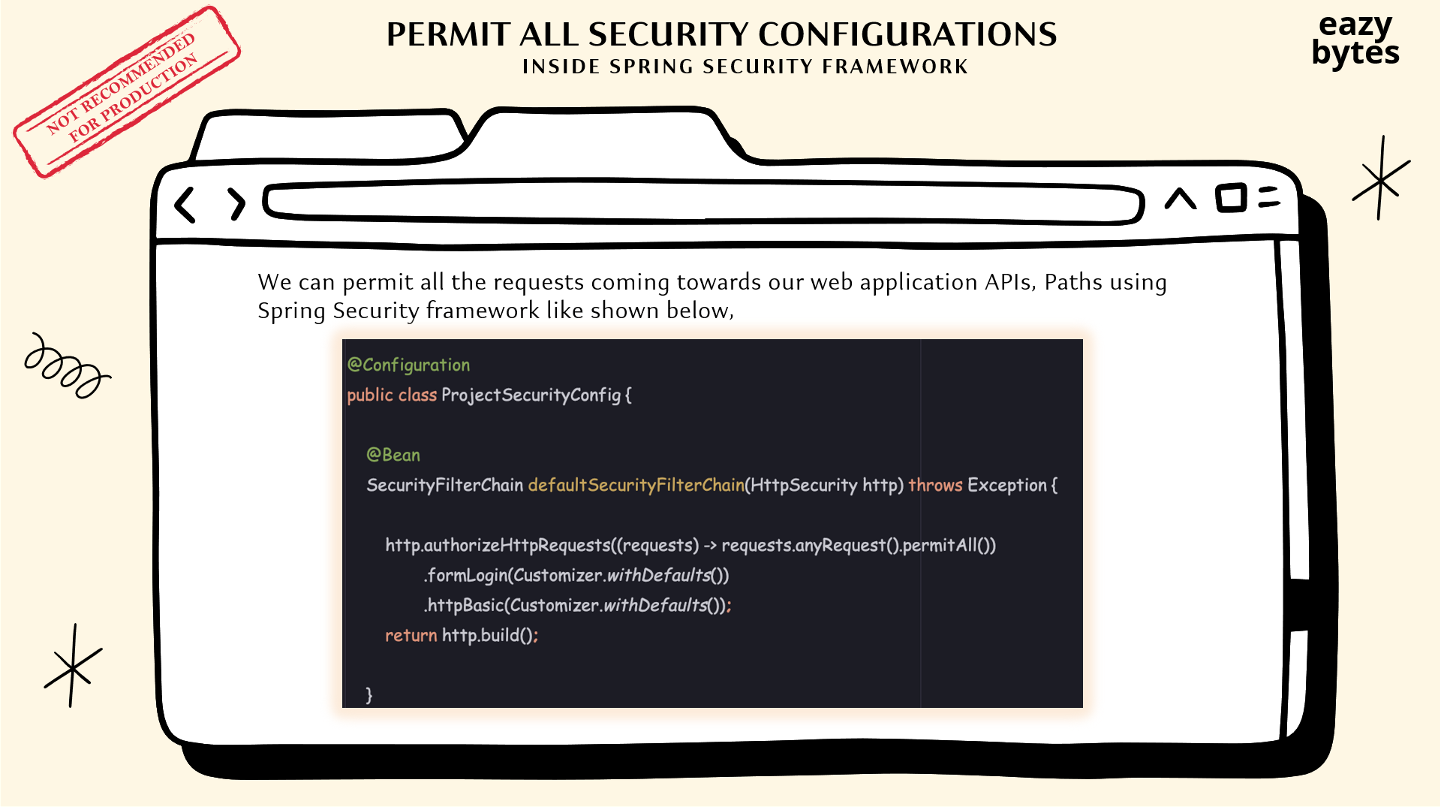 NOT RECOMMENDED
FOR PRODUCTION
PERMIT ALL SECURITY CONFIGURATIONS
INSIDE SPRING SECURITY FRAMEWORK
eazy
bytes
We can permit all the requests coming towards our web application APIs, Paths using
Spring Security framework like shown below,
@Configuration
public class ProjectSecurityConfig {
@Bean
SecurityFilterChain defaultSecurityFilterChain(HttpSecurity http) throws Exception {
http.authorizeHttpRequests((requests) -> requests.anyRequest().permitAll())
.formLogin(Customizer.withDefaults())
.httpBasic(Customizer.withDefaults());
return http.build();
}